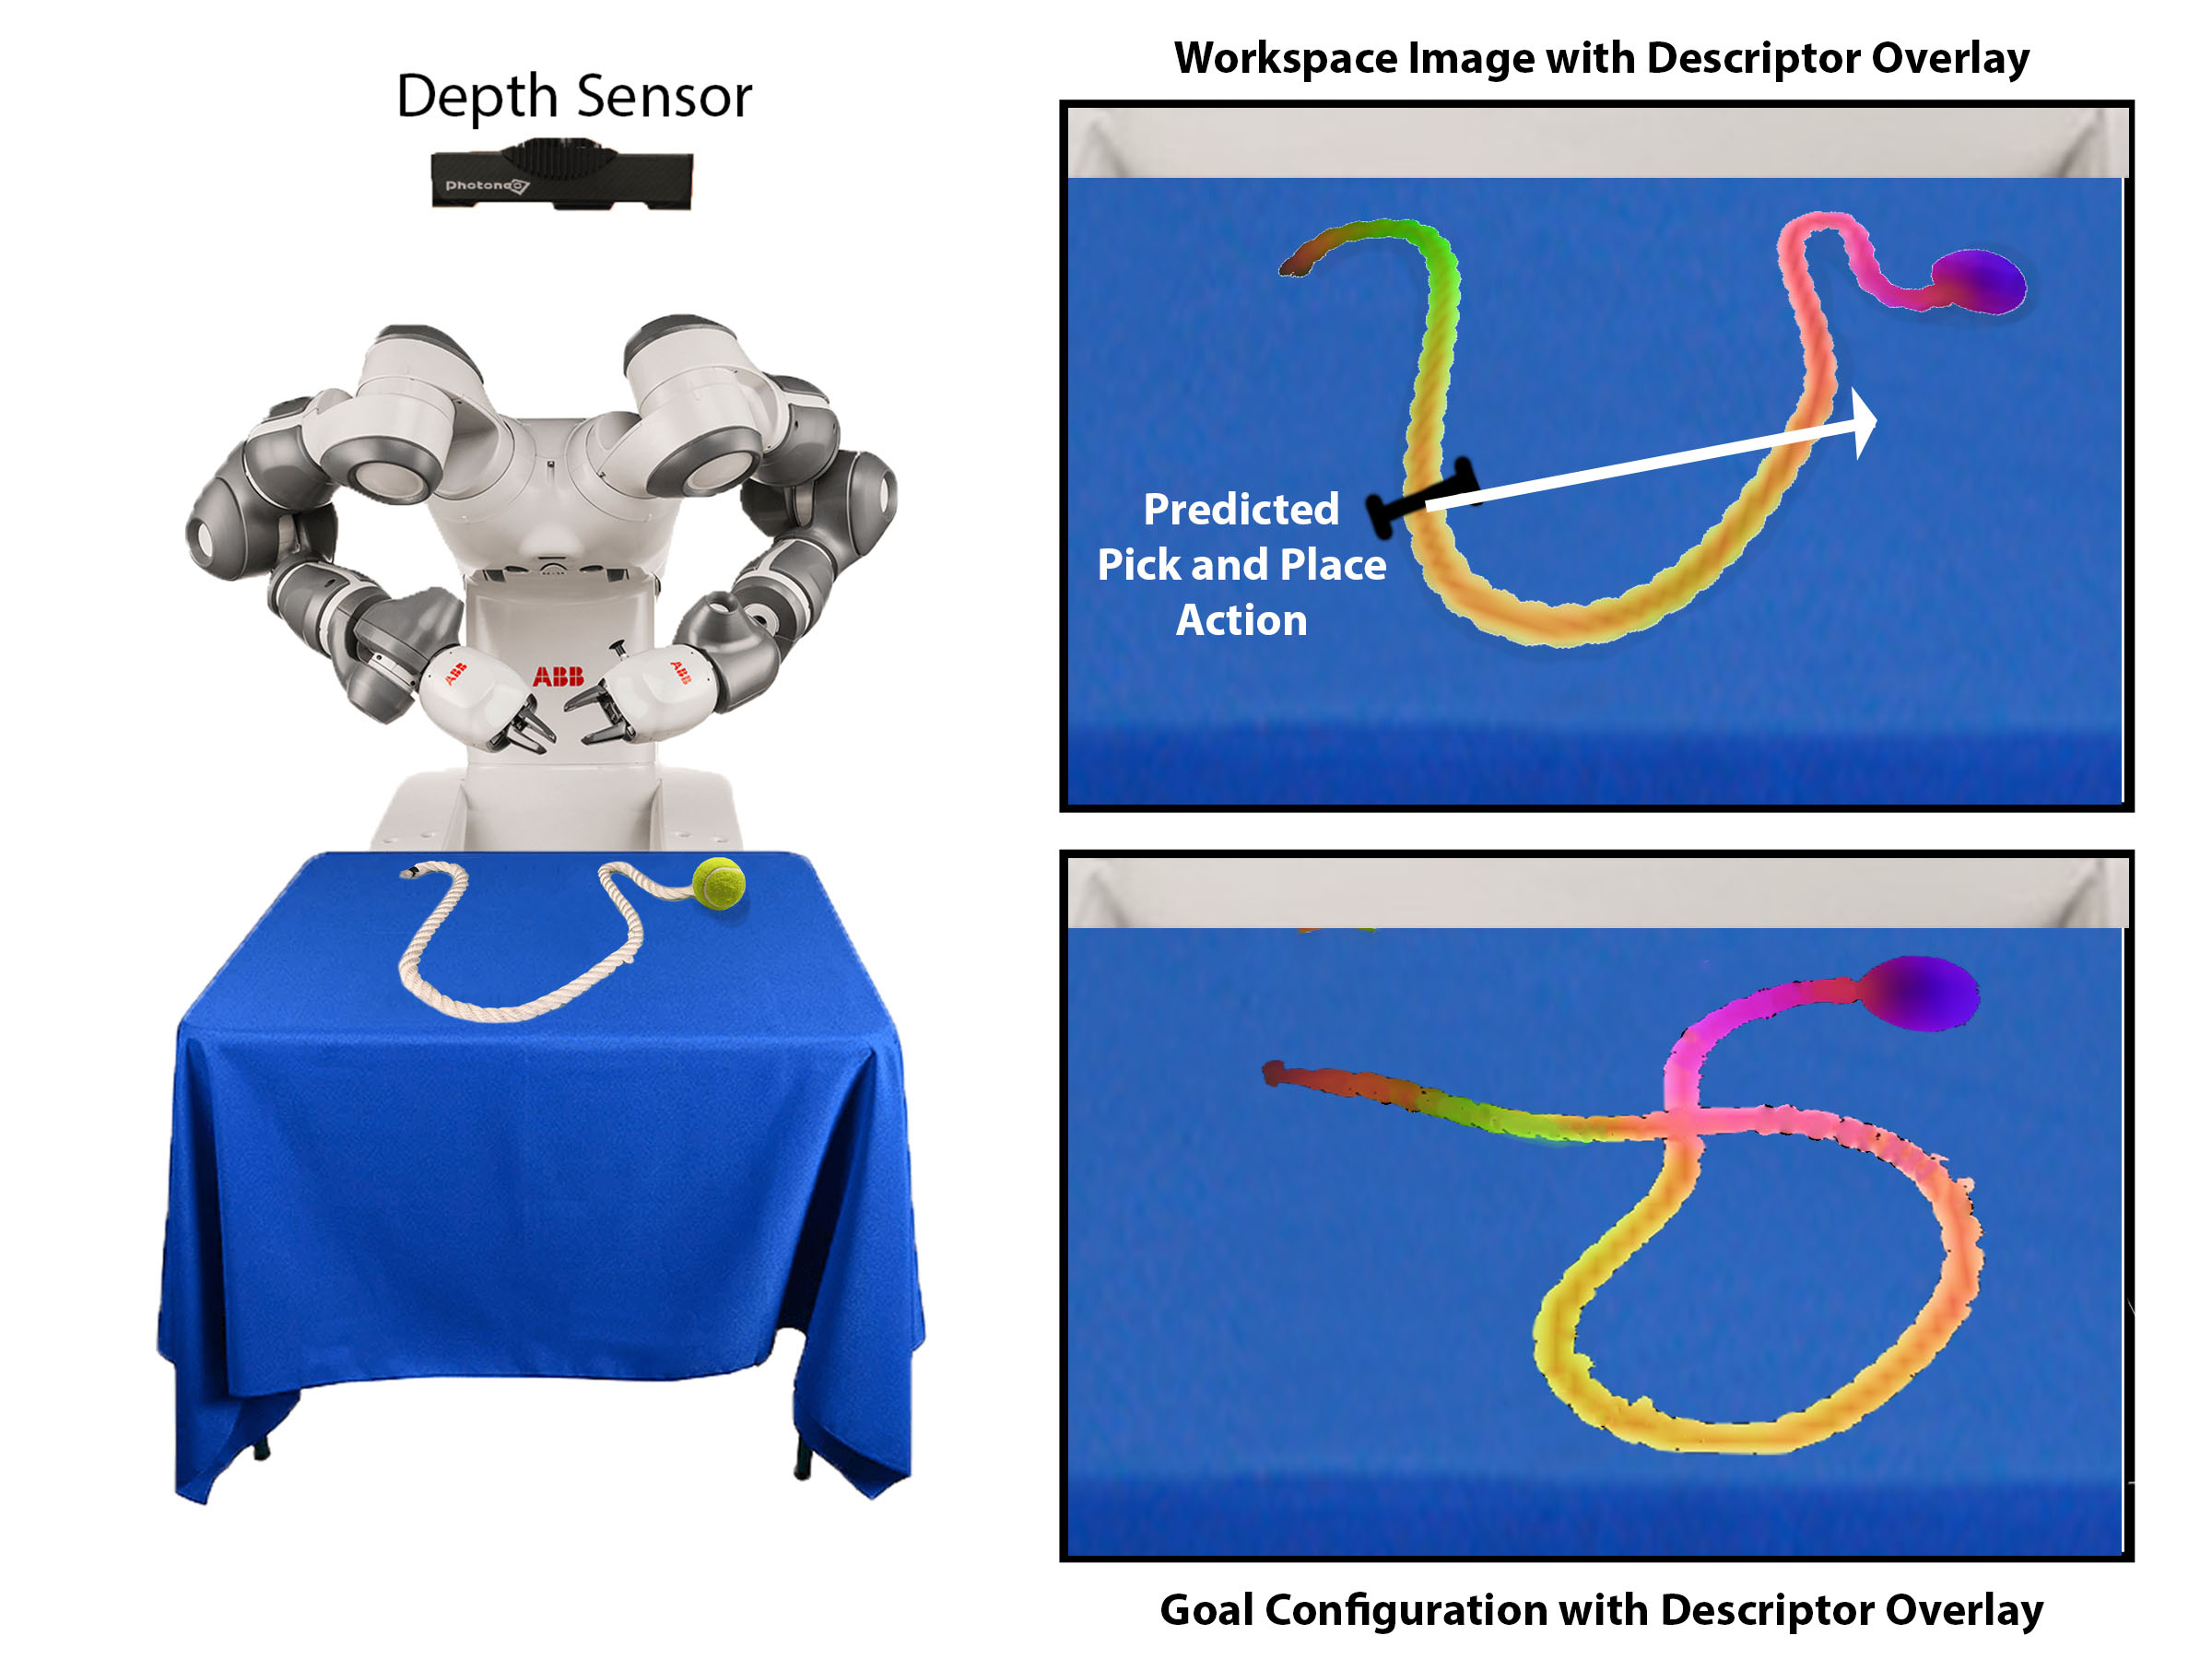 Depth Sensor
photoneo
ABB
ABB
ABB
Workspace Image with Descriptor Overlay
Predicted
Pick and Place
Action
Goal Configuration with Descriptor Overlay